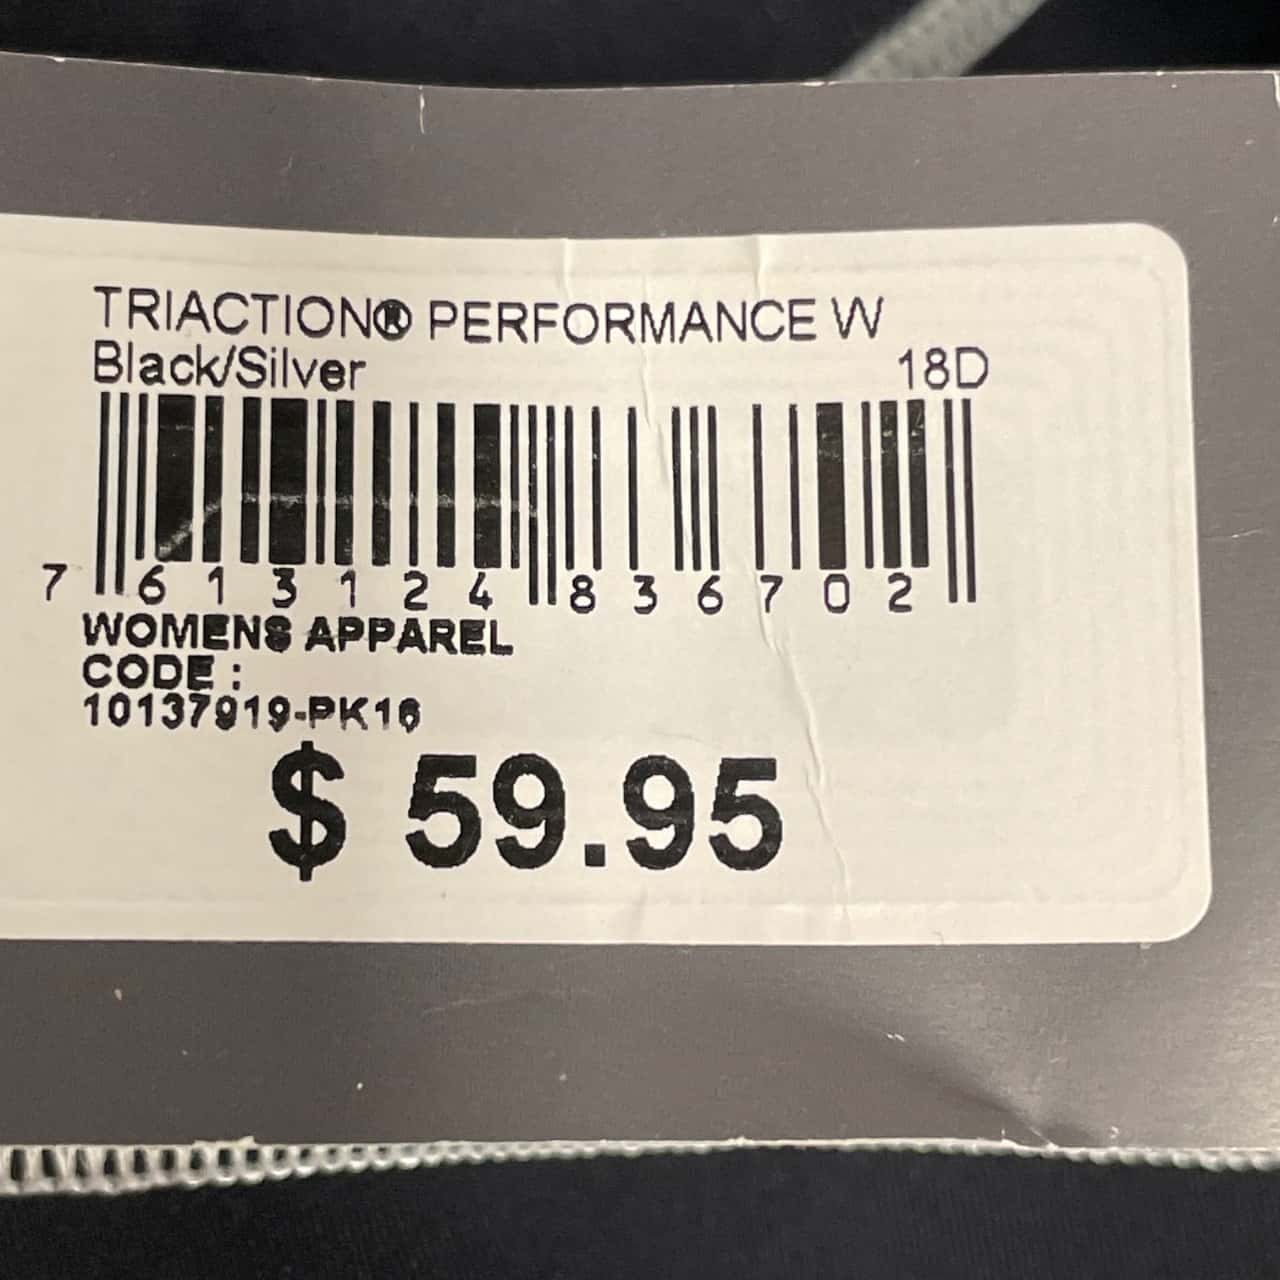 TRIACTION® PERFORMANCE W
Black/Silver 18D
7 613124 836702
WOMENS APPAREL
CODE :
10137919-PK16
$ 59.95